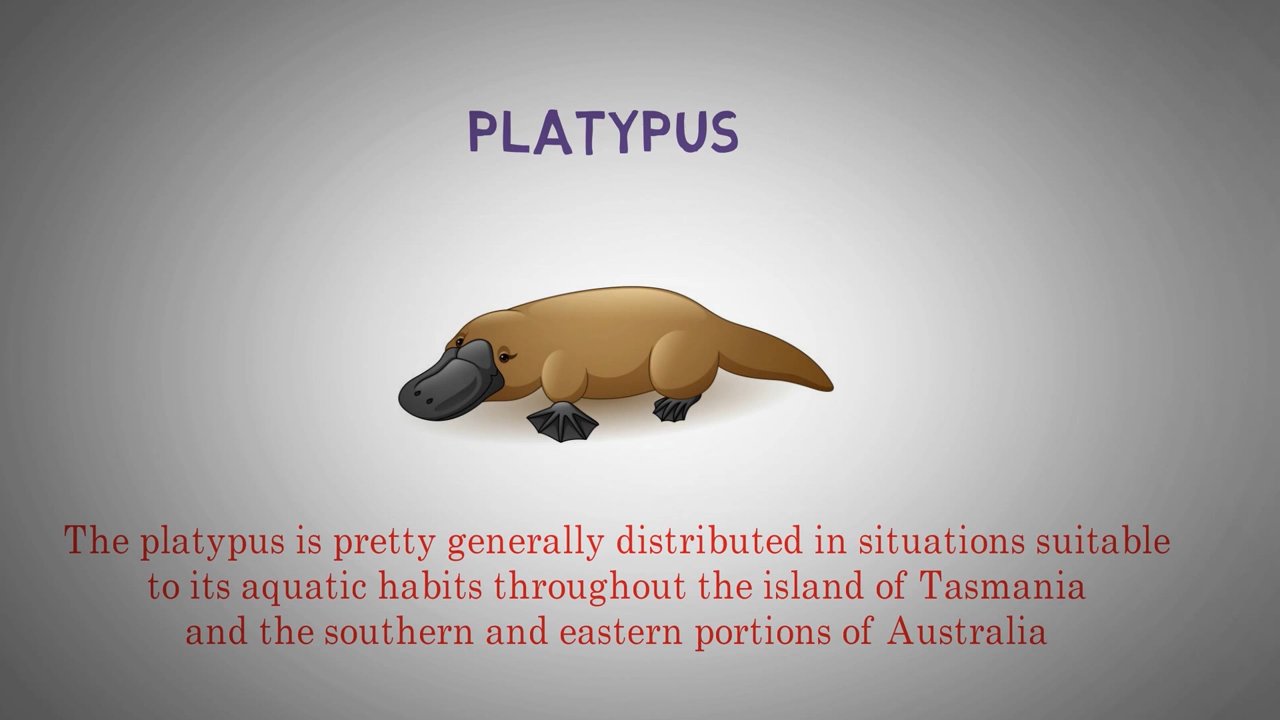 PLATYPUS
The platypus is pretty generally distributed in situations suitable
to its aquatic habits throughout the island of Tasmania
and the southern and eastern portions of Australia